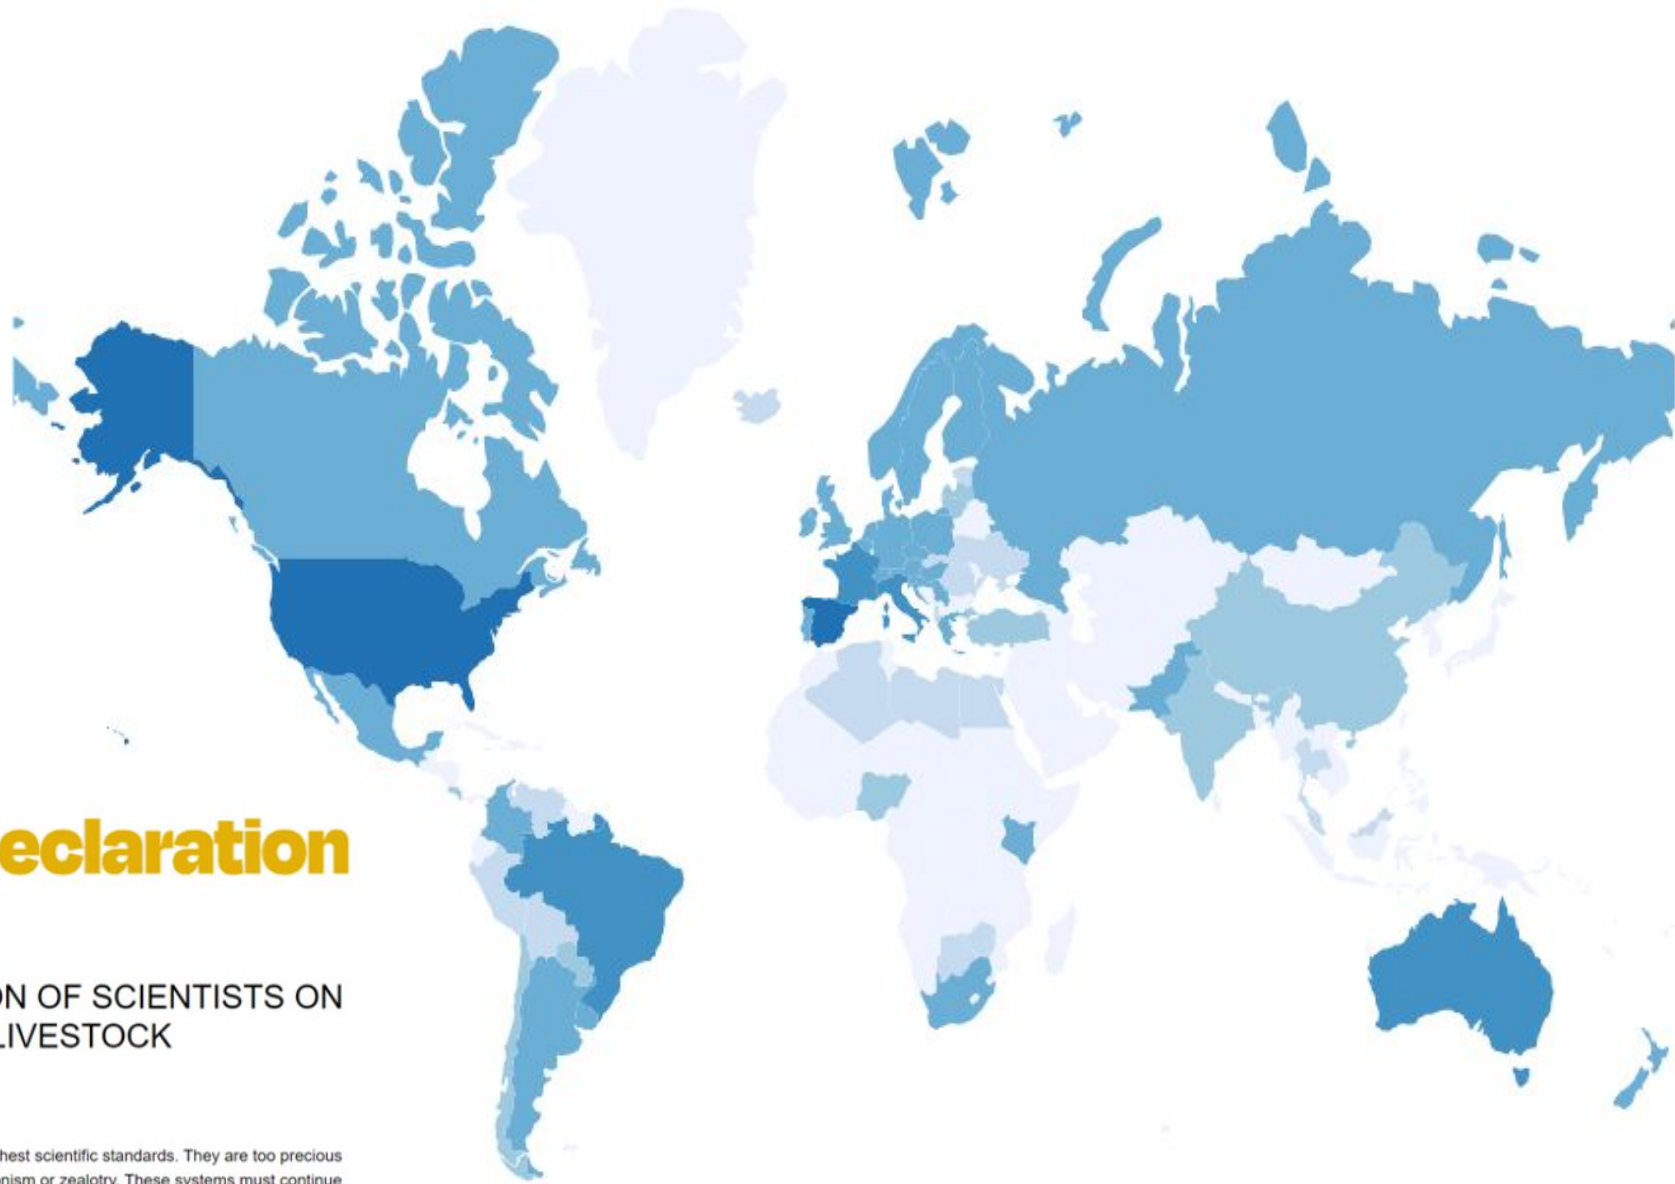 eclaration
ON OF SCIENTISTS ON
LIVESTOCK
hest scientific standards. They are too precious
nism or zealotry. These systems must continue